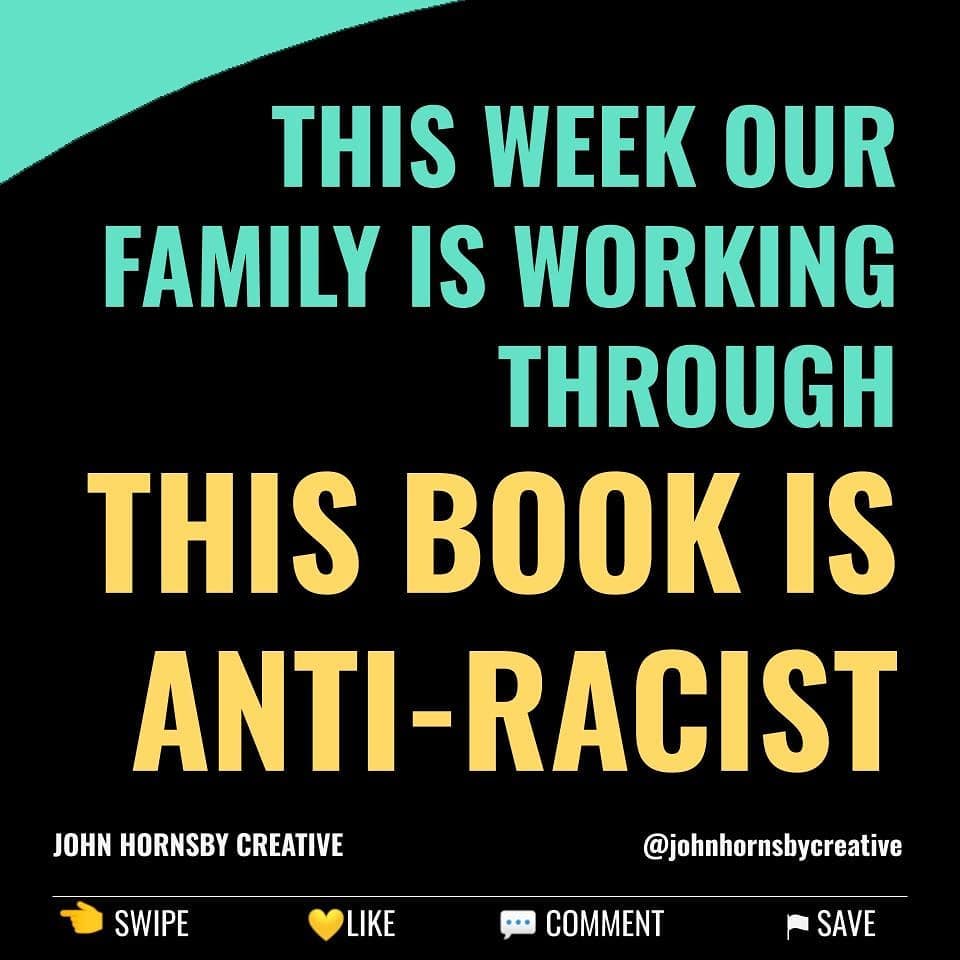 THIS WEEK OUR
FAMILY IS WORKING
THROUGH
THIS BOOK IS
ANTI-RACIST
JOHN HORNSBY CREATIVE @johnhornsbycreative
SWIPE LIKE COMMENT SAVE